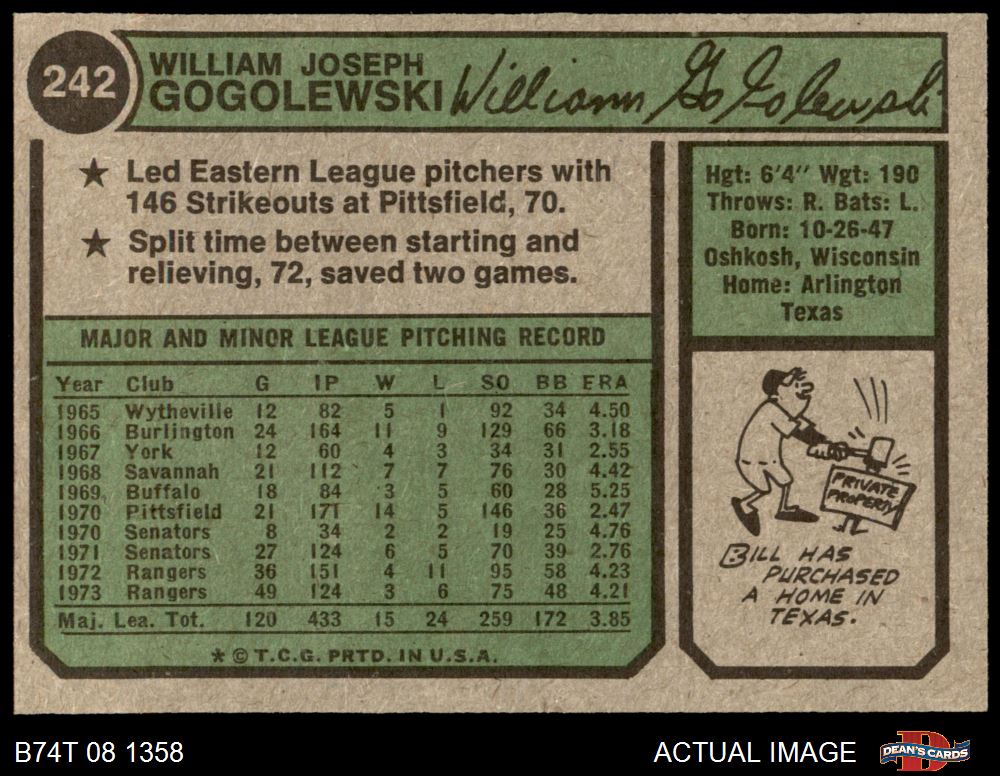 242
WILLIAM JOSEPH
GOGOLEWSKI
William GoGolewski
★ Led Eastern League pitchers with
146 Strikeouts at Pittsfield, 70.
★ Split time between starting and
relieving, 72, saved two games.
MAJOR AND MINOR LEAGUE PITCHING RECORD
Year Club G IP W L SO BB ERA
1965 Wytheville 12 82 5 1 92 34 4.50
1966 Burlington 24 164 11 9 129 66 3.18
1967 York 12 60 4 3 34 31 2.55
1968 Savannah 21 112 7 7 76 30 4.42
1969 Buffalo 18 84 3 5 60 28 5.25
1970 Pittsfield 21 171 14 5 146 36 2.47
1970 Senators 8 34 2 2 19 25 4.76
1971 Senators 27 124 6 5 70 39 2.76
1972 Rangers 36 151 4 11 95 58 4.23
1973 Rangers 49 124 3 6 75 48 4.21
Maj. Lea. Tot. 120 433 15 24 259 172 3.85
* © T.C.G. PRTD. IN U.S.A.
Hgt: 6'4" Wgt: 190
Throws: R. Bats: L.
Born: 10-26-47
Oshkosh, Wisconsin
Home: Arlington
Texas
PRIVATE
PROPERTY
BILL HAS
PURCHASED
A HOME IN
TEXAS.
B74T 08 1358
ACTUAL IMAGE
D
DEAN'S CARDS